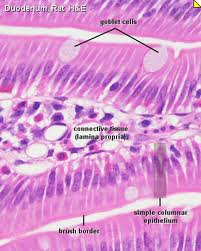 Duodenum, Rat H&E
goblet cells
connective tissue
(lamina propria)
simple columnar
epithelium
brush border